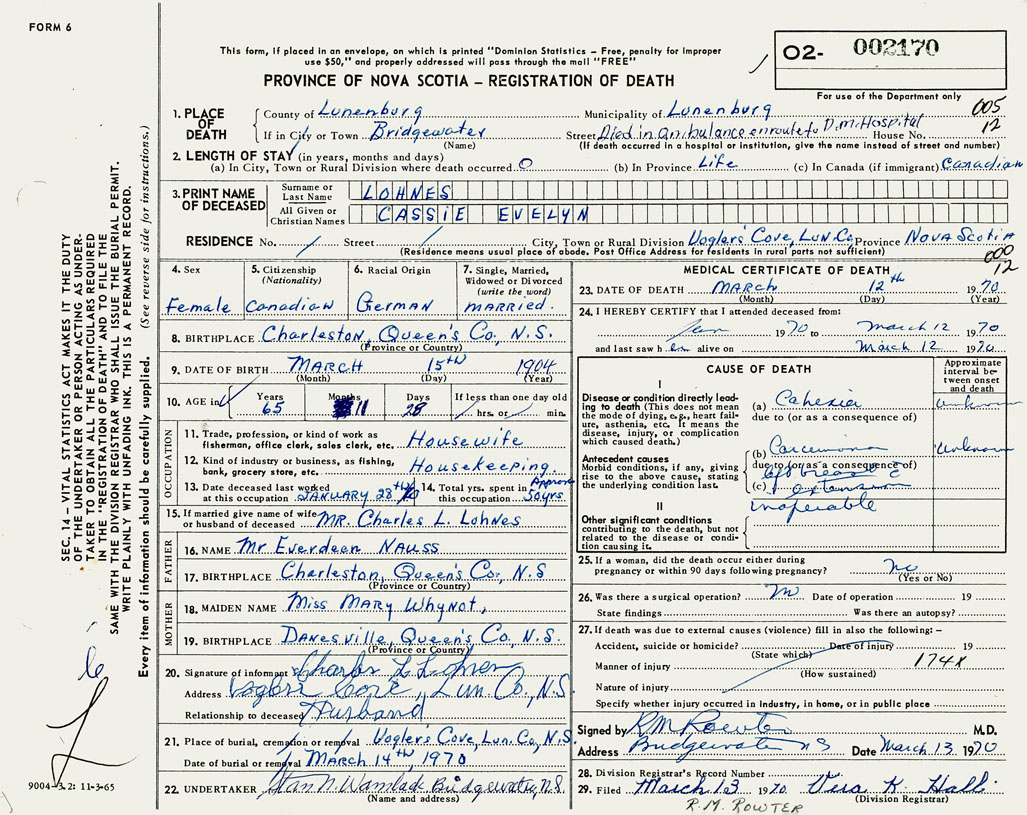 FORM 6
This form, if placed in an envelope, on which is printed "Dominion Statistics – Free, penalty for improper
use $50," and properly addressed will pass through the mail "FREE"
PROVINCE OF NOVA SCOTIA – REGISTRATION OF DEATH
O2- 002170
For use of the Department only
SEC. 14 – VITAL STATISTICS ACT MAKES IT THE DUTY
OF THE UNDERTAKER OR PERSON ACTING AS UNDER-
TAKER TO OBTAIN ALL THE PARTICULARS REQUIRED
IN THE "REGISTRATION OF DEATH" AND TO FILE THE
SAME WITH THE DIVISION REGISTRAR WHO SHALL ISSUE THE BURIAL PERMIT.
WRITE PLAINLY WITH UNFADING INK. THIS IS A PERMANENT RECORD.
Every item of information should be carefully supplied. (See reverse side for instructions.)
1. PLACE OF DEATH
County of Lunenburg Municipality of Lunenburg 005
If in City or Town Bridgewater Street Died in ambulance enroute to D.M. Hospital House No. 12
(Name) (If death occurred in a hospital or institution, give the name instead of street and number)
2. LENGTH OF STAY (in years, months and days)
(a) In City, Town or Rural Division where death occurred 0 (b) In Province Life (c) In Canada (if immigrant) Canadian
3. PRINT NAME OF DECEASED
Surname or Last Name LOHNES
All Given or Christian Names CASSIE EVELYN
RESIDENCE No. / Street / City, Town or Rural Division Vogler's Cove, Lun. Co. Province Nova Scotia
(Residence means usual place of abode. Post Office Address for residents in rural parts not sufficient) 000
12
4. Sex Female
5. Citizenship (Nationality) Canadian
6. Racial Origin German
7. Single, Married, Widowed or Divorced (write the word) MARRIED.
8. BIRTHPLACE Charleston, Queen's Co, N.S.
(Province or Country)
9. DATE OF BIRTH MARCH 15th 1904
(Month) (Day) (Year)
10. AGE in Years 65 Months 11 Days 28 If less than one day old hrs. or min.
OCCUPATION
11. Trade, profession, or kind of work as fisherman, office clerk, sales clerk, etc. Housewife
12. Kind of industry or business, as fishing, bank, grocery store, etc. Housekeeping.
13. Date deceased last worked at this occupation JANUARY 28th/70
14. Total yrs. spent in this occupation Approx 50 yrs.
15. If married give name of wife or husband of deceased MR. Charles L. Lohnes
FATHER
16. NAME Mr Everdeen NAUSS
17. BIRTHPLACE Charleston, Queen's Co., N.S
(Province or Country)
MOTHER
18. MAIDEN NAME Miss MARY Whynot,
19. BIRTHPLACE Danesville, Queen's Co. N.S.
(Province or Country)
20. Signature of informant Charles L Lohnes
Address Voglers Cove, Lun. Co., N.S.
Relationship to deceased Husband
21. Place of burial, cremation or removal Vogler's Cove, Lun. Co, N.S.
Date of burial or removal MARCH 14th, 1970
22. UNDERTAKER Bridgewater, N.S.
(Name and address)
9004-3.2: 11-3-65
MEDICAL CERTIFICATE OF DEATH
23. DATE OF DEATH MARCH 12th 1970
(Month) (Day) (Year)
24. I HEREBY CERTIFY that I attended deceased from:
Jan 1970 to March 12 1970
and last saw her alive on March 12 1970
CAUSE OF DEATH
Approximate interval between onset and death
I
Disease or condition directly leading to death (This does not mean the mode of dying, e.g., heart failure, asthenia, etc. It means the disease, injury, or complication which caused death.)
(a) Cahexia unknown
due to (or as a consequence of)
Antecedent causes
Morbid conditions, if any, giving rise to the above cause, stating the underlying condition last.
(b) Carcinoma unknown
due to (or as a consequence of)
(c) left breast c extension
inoperable
II
Other significant conditions
contributing to the death, but not related to the disease or condition causing it.
25. If a woman, did the death occur either during pregnancy or within 90 days following pregnancy? no
(Yes or No)
26. Was there a surgical operation? no Date of operation 19
State findings Was there an autopsy?
27. If death was due to external causes (violence) fill in also the following: –
Accident, suicide or homicide? Date of injury 19
(State which)
Manner of injury 174X
(How sustained)
Nature of injury
Specify whether injury occurred in industry, in home, or in public place
Signed by R M Rowter M.D.
Address Bridgewater NS Date March 13 1970
28. Division Registrar's Record Number
29. Filed March 13 1970 Vera K. Hall
(Division Registrar)
R.M. ROWTER